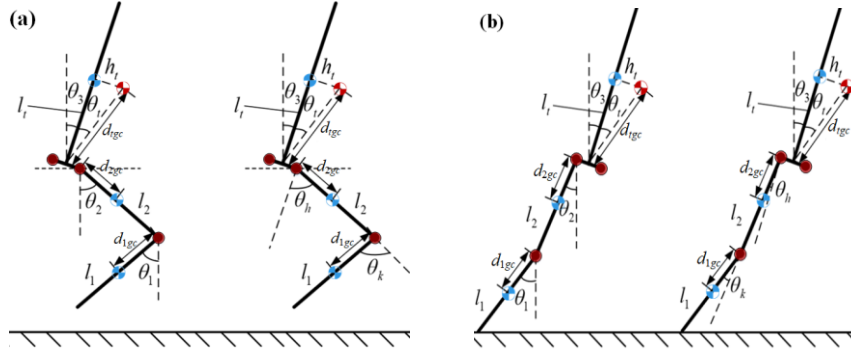 (a)
h_t
θ_3
θ_t
l_t
d_tgc
d_2gc
θ_2
l_2
d_1gc
l_1
θ_1
h_t
θ_3
θ_t
l_t
d_tgc
d_2gc
θ_h
l_2
d_1gc
l_1
θ_k
(b)
h_t
θ_3
θ_t
l_t
d_tgc
d_2gc
θ_2
l_2
d_1gc
l_1
θ_1
h_t
θ_3
θ_t
l_t
d_tgc
d_2gc
θ_h
l_2
d_1gc
l_1
θ_k